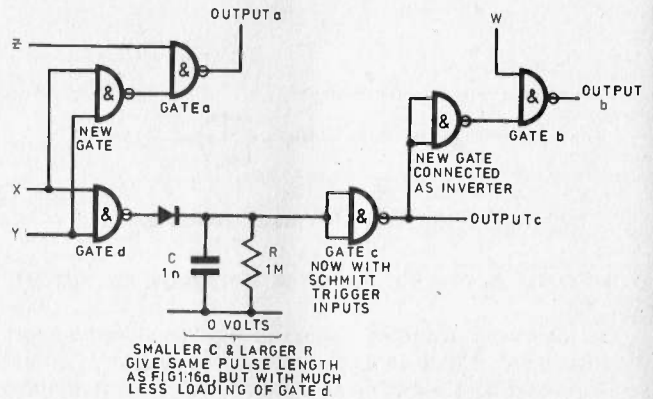 OUTPUT a
Z
&
GATE a
&
NEW
GATE
W
&
OUTPUT
b
GATE b
&
NEW GATE
CONNECTED
AS INVERTER
X
Y
&
GATE d
C
1n
R
1M
&
GATE c
NOW WITH
SCHMITT
TRIGGER
INPUTS
OUTPUT c
0 VOLTS
SMALLER C & LARGER R
GIVE SAME PULSE LENGTH
AS FIG1·16a, BUT WITH MUCH
LESS LOADING OF GATE d